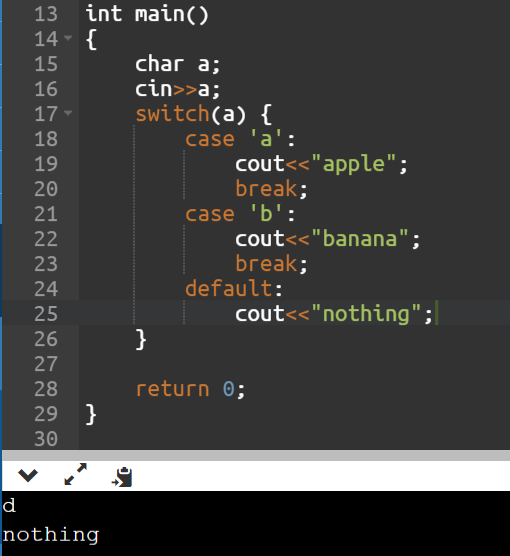 13 int main()
14 {
15     char a;
16     cin>>a;
17     switch(a) {
18         case 'a':
19             cout<<"apple";
20             break;
21         case 'b':
22             cout<<"banana";
23             break;
24         default:
25             cout<<"nothing";
26     }
27
28     return 0;
29 }
30
d
nothing